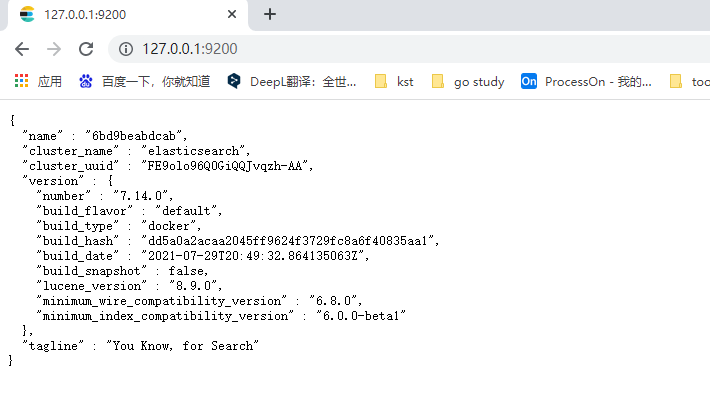 127.0.0.1:9200
127.0.0.1:9200
应用 百度一下，你就知道 DeepL翻译：全世... kst go study On ProcessOn - 我的... too
{
"name" : "6bd9beabdcab",
"cluster_name" : "elasticsearch",
"cluster_uuid" : "FE9olo96Q0GiQQJvqzh-AA",
"version" : {
"number" : "7.14.0",
"build_flavor" : "default",
"build_type" : "docker",
"build_hash" : "dd5a0a2acaa2045ff9624f3729fc8a6f40835aa1",
"build_date" : "2021-07-29T20:49:32.864135063Z",
"build_snapshot" : false,
"lucene_version" : "8.9.0",
"minimum_wire_compatibility_version" : "6.8.0",
"minimum_index_compatibility_version" : "6.0.0-beta1"
},
"tagline" : "You Know, for Search"
}